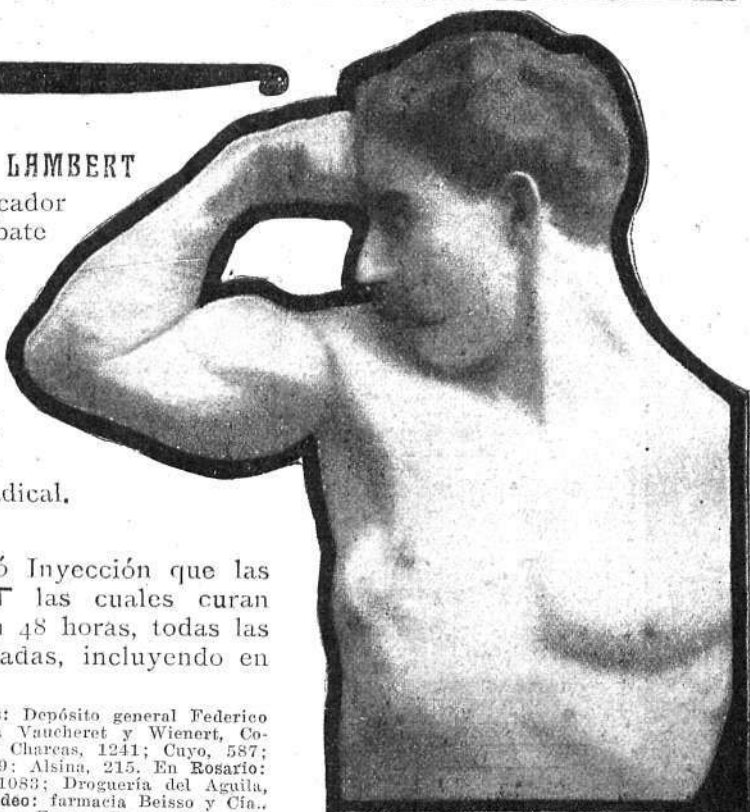 LAMBERT
cador
bate
dical.
ó Inyección que las
T las cuales curan
n 48 horas, todas las
adas, incluyendo en
s: Depósito general Federico
Vaucheret y Wienert, Co-
Charcas, 1241; Cuyo, 587;
9; Alsina, 215. En Rosario:
1083; Droguería del Aguila,
deo: farmacia Beisso y Cía.,